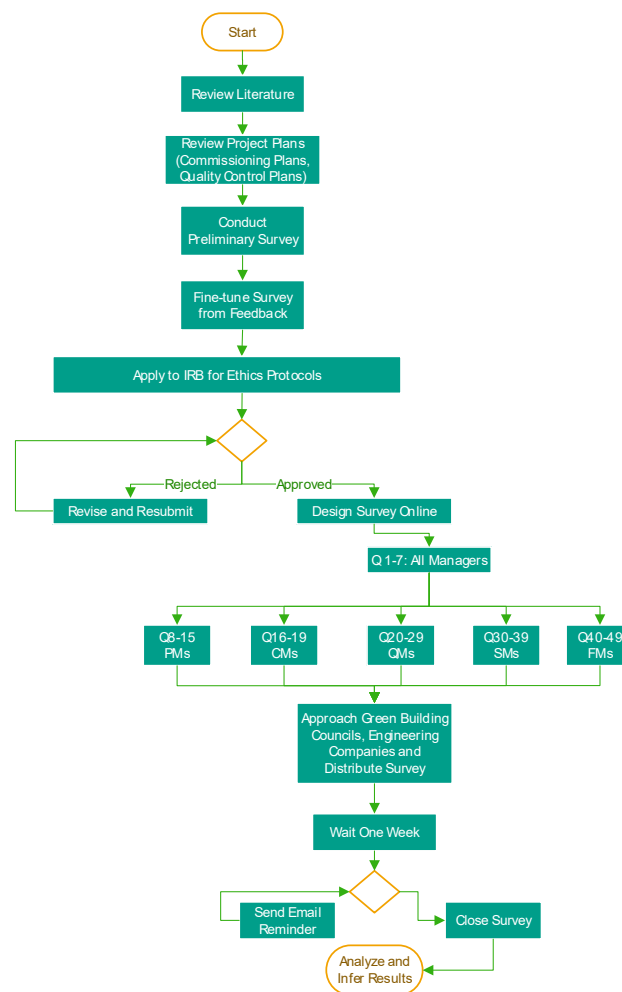 Start
Review Literature
Review Project Plans
(Commissioning Plans,
Quality Control Plans)
Conduct
Preliminary Survey
Fine-tune Survey
from Feedback
Apply to IRB for Ethics Protocols
Rejected
Approved
Revise and Resubmit
Design Survey Online
Q 1-7: All Managers
Q8-15
PMs
Q16-19
CMs
Q20-29
QMs
Q30-39
SMs
Q40-49
FMs
Approach Green Building
Councils, Engineering
Companies and
Distribute Survey
Wait One Week
Send Email
Reminder
Close Survey
Analyze and
Infer Results